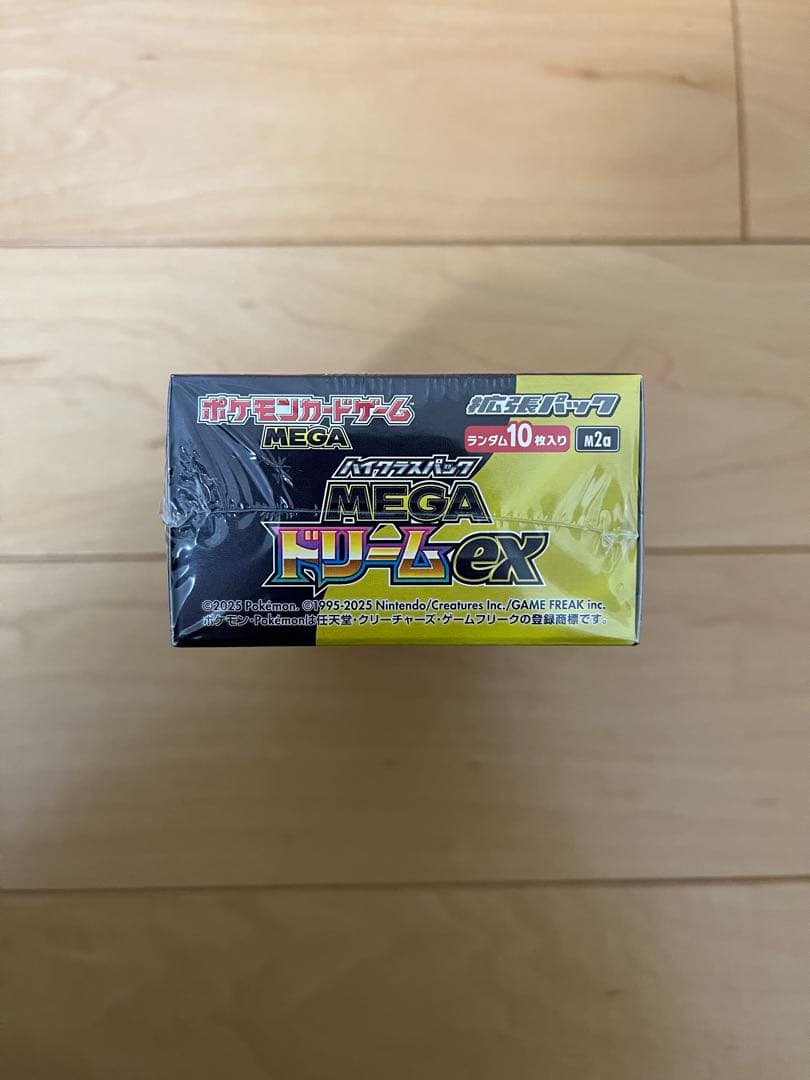 ポケモンカードゲーム
MEGA
拡張パック
ランダム10枚入り
M2a
ハイクラスパック
MEGA
ドリームex
©2025 Pokémon. ©1995-2025 Nintendo/Creatures Inc./GAME FREAK inc.
ポケモン・Pokémonは任天堂・クリーチャーズ・ゲームフリークの登録商標です。